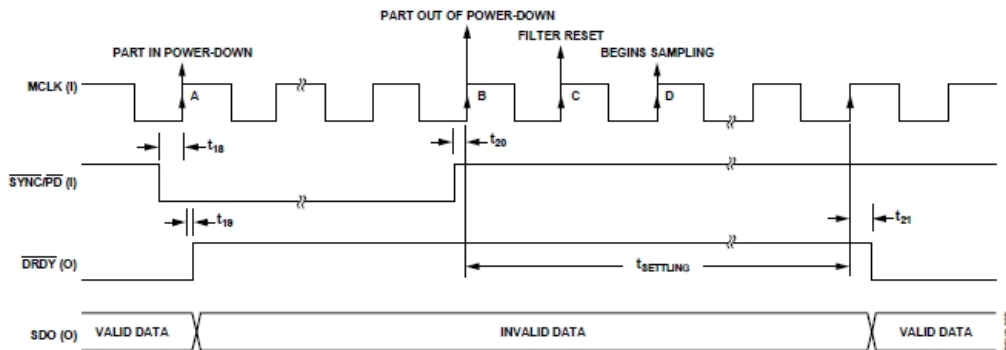 PART OUT OF POWER-DOWN
FILTER RESET
PART IN POWER-DOWN
BEGINS SAMPLING
MCLK (I)
A
B
C
D
t18
t20
SYNC/PD (I)
t19
t21
DRDY (O)
tSETTLING
SDO (O)
VALID DATA
INVALID DATA
VALID DATA